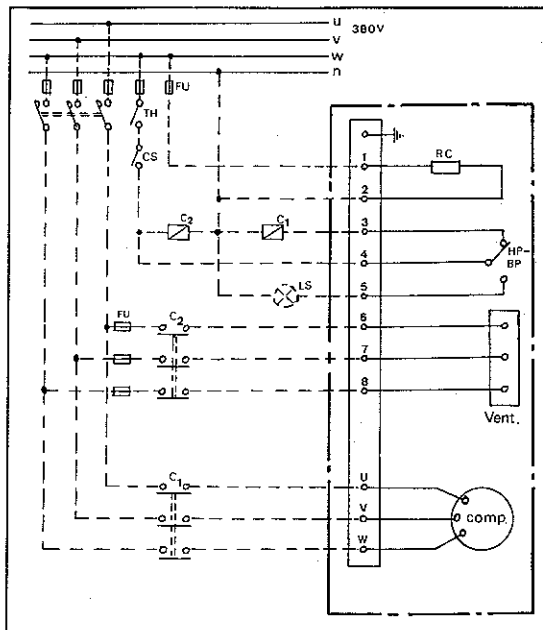 u 380V
v
w
n
FU
TH
CS
1 RC
2
C2 C1 3
4 HP-BP
LS 5
FU C2 6
7
8
Vent.
C1 U
V comp.
W